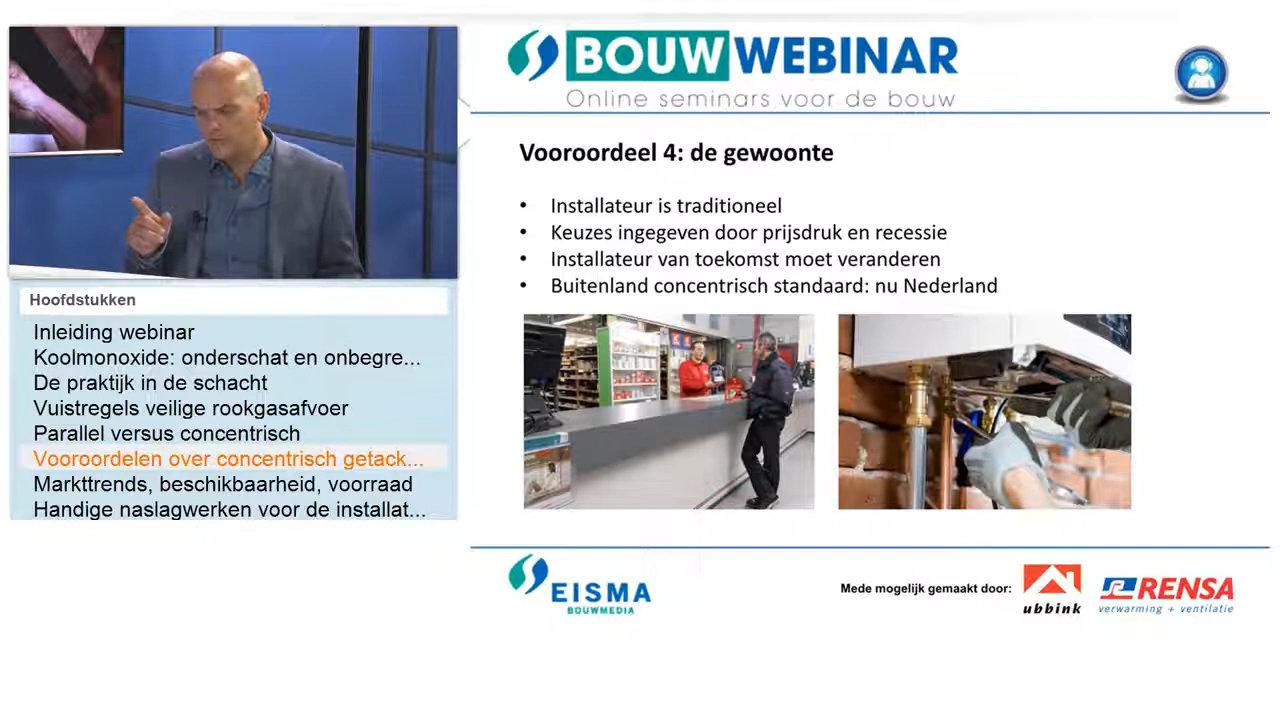 BOUW WEBINAR
Online seminars voor de bouw
Vooroordeel 4: de gewoonte
• Installateur is traditioneel
• Keuzes ingegeven door prijsdruk en recessie
• Installateur van toekomst moet veranderen
• Buitenland concentrisch standaard: nu Nederland
Hoofdstukken
Inleiding webinar
Koolmonoxide: onderschat en onbegre...
De praktijk in de schacht
Vuistregels veilige rookgasafvoer
Parallel versus concentrisch
Vooroordelen over concentrisch getack...
Markttrends, beschikbaarheid, voorraad
Handige naslagwerken voor de installat...
EISMA
BOUWMEDIA
Mede mogelijk gemaakt door:
ubbink
RENSA
verwarming + ventilatie